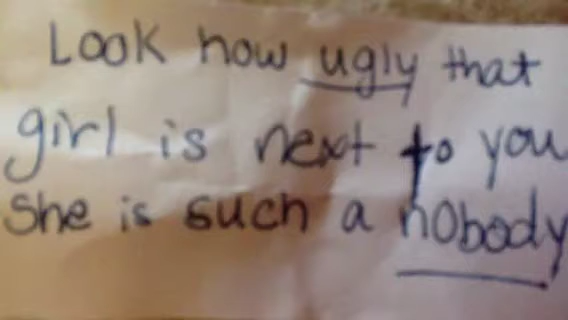 Look how ugly that
girl is next to you
She is such a nobody